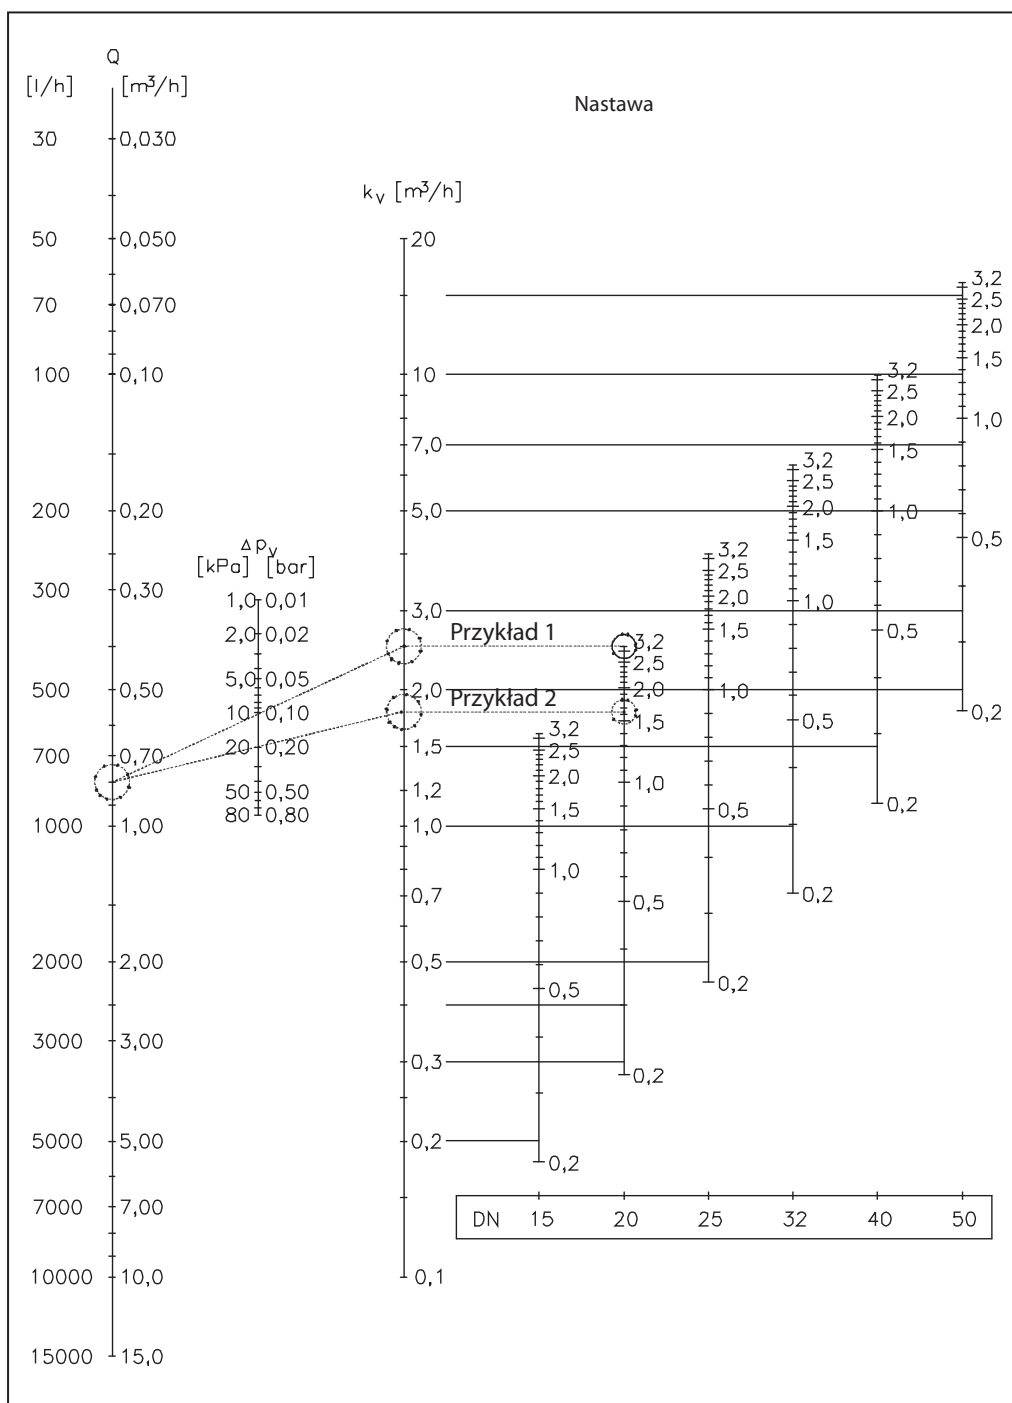 Q
[l/h] [m³/h]
Nastawa
30 0,030
k_v [m³/h]
50 0,050 20
70 0,070
100 0,10 10
7,0
200 0,20 5,0
Δp_v
[kPa] [bar]
300 0,30
1,0 0,01
3,0
2,0 0,02
Przykład 1
5,0 0,05
500 0,50 2,0
Przykład 2
10 0,10
20 0,20 1,5
700 0,70
50 0,50 1,2
80 0,80
1000 1,00 1,0
0,7
2000 2,00 0,5
3000 3,00 0,3
5000 5,00 0,2
7000 7,00
10000 10,0 0,1
15000 15,0
3,2
2,5
2,0
1,5
1,0
0,5
0,2
3,2
2,5
2,0
1,5
1,0
0,5
0,2
3,2
2,5
2,0
1,5
1,0
0,5
0,2
3,2
2,5
2,0
1,5
1,0
0,5
0,2
3,2
2,5
2,0
1,5
1,0
0,5
0,2
3,2
2,5
2,0
1,5
1,0
0,5
0,2
DN 15 20 25 32 40 50